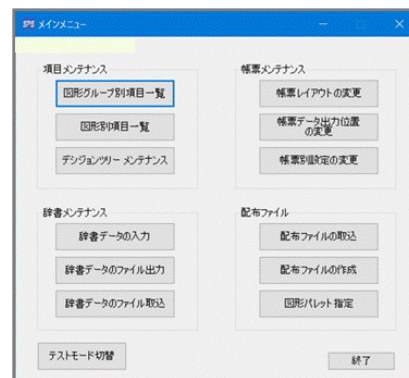 メインメニュー
項目メンテナンス
図形グループ別項目一覧
図形別項目一覧
デシジョンツリー メンテナンス
帳票メンテナンス
帳票レイアウトの変更
帳票データ出力位置
の変更
帳票別設定の変更
辞書メンテナンス
辞書データの入力
辞書データのファイル出力
辞書データのファイル取込
配布ファイル
配布ファイルの取込
配布ファイルの作成
図形パレット指定
テストモード切替
終了